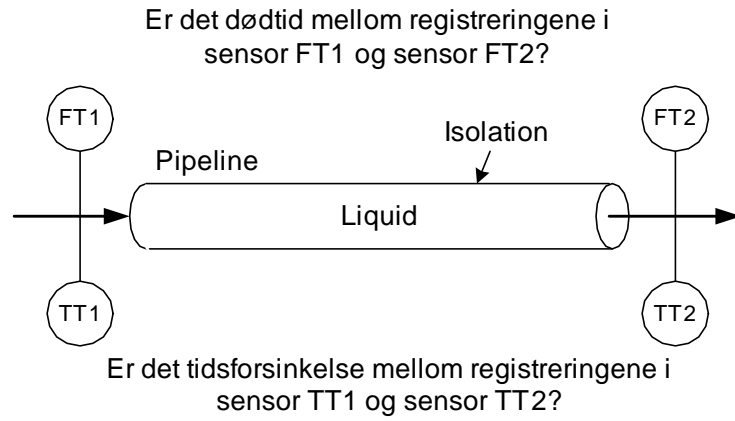 Er det dødtid mellom registreringene i
sensor FT1 og sensor FT2?
FT1
FT2
Isolation
Pipeline
Liquid
TT1
TT2
Er det tidsforsinkelse mellom registreringene i
sensor TT1 og sensor TT2?